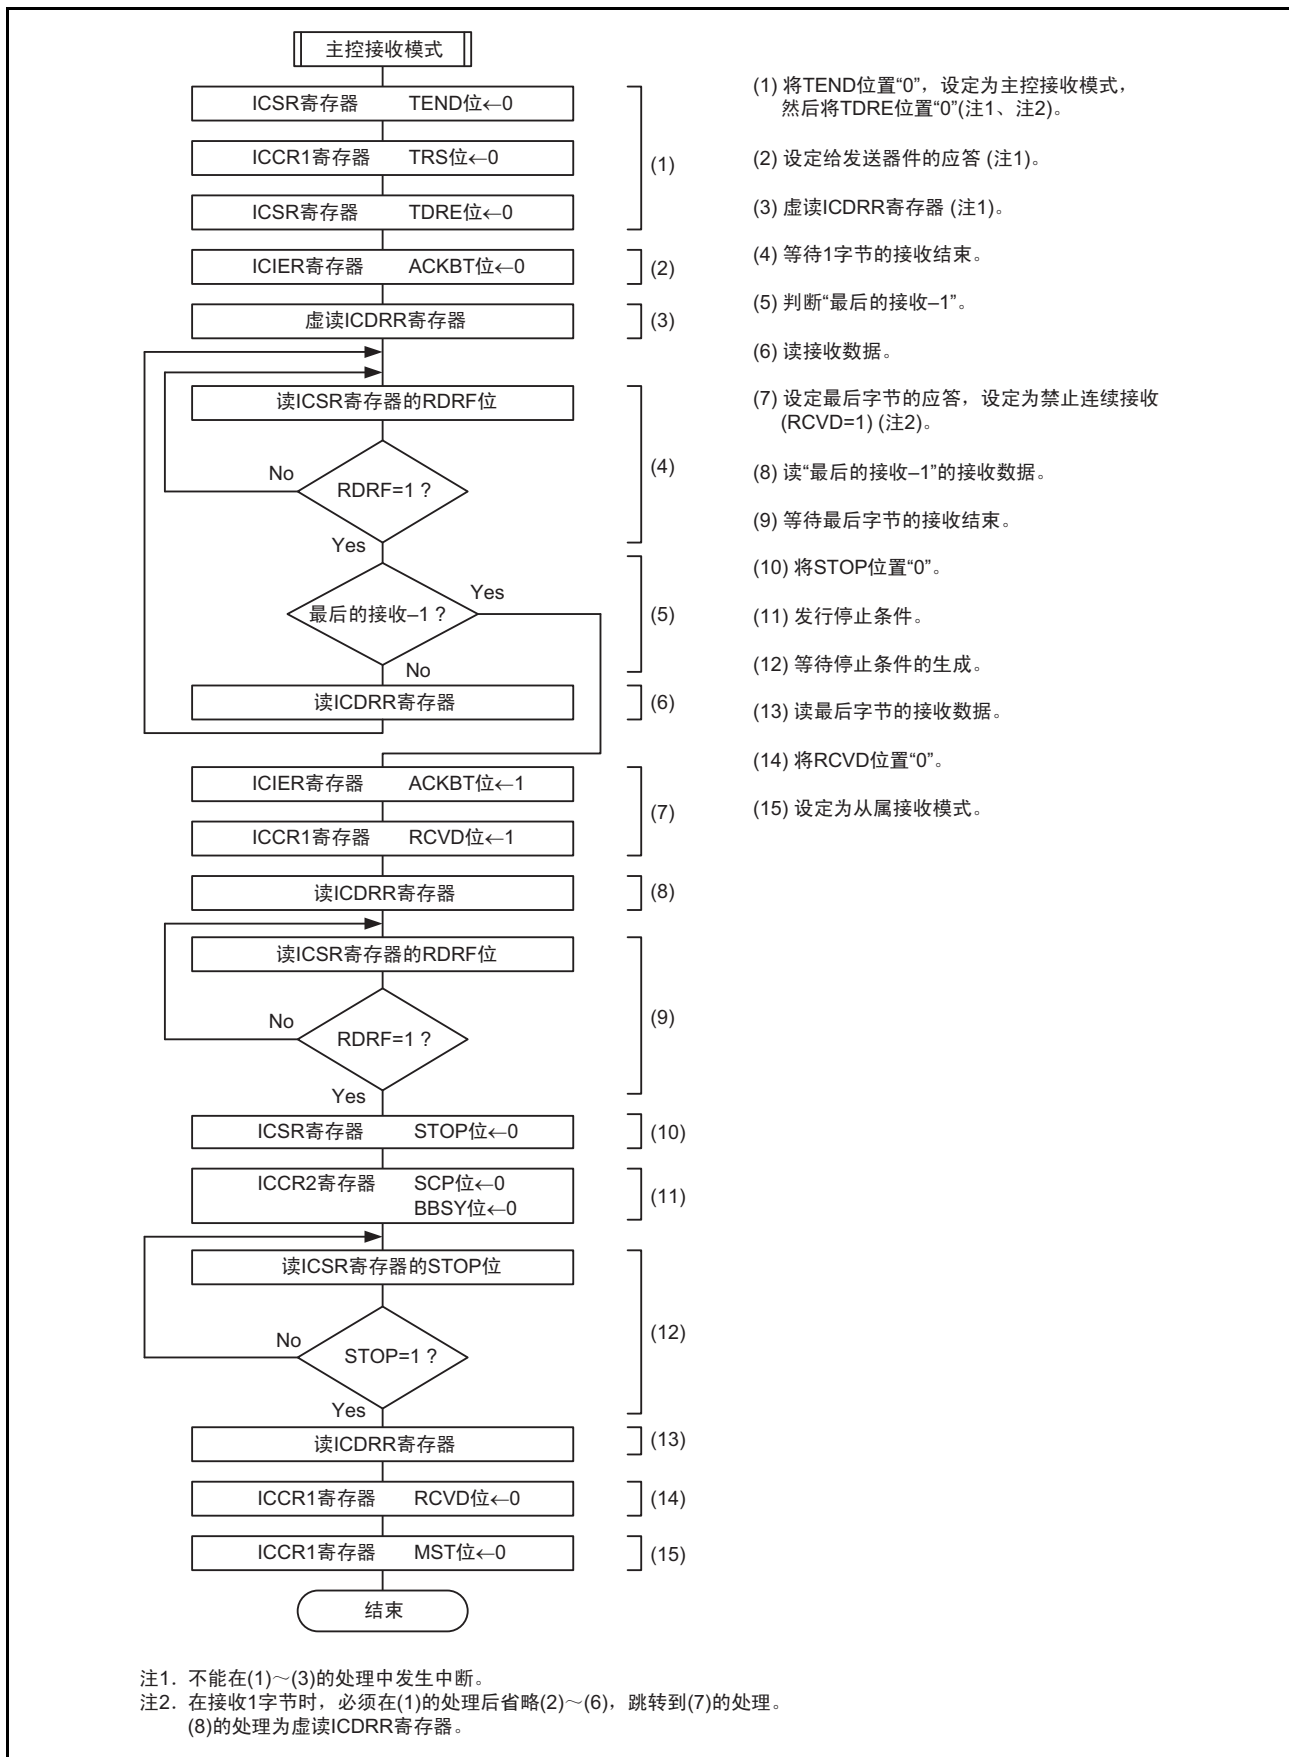 主控接收模式
ICSR寄存器 TEND位←0
ICCR1寄存器 TRS位←0
ICSR寄存器 TDRE位←0
(1)
ICIER寄存器 ACKBT位←0
(2)
虚读ICDRR寄存器
(3)
读ICSR寄存器的RDRF位
RDRF=1 ?
No
Yes
(4)
最后的接收–1 ?
Yes
No
(5)
读ICDRR寄存器
(6)
ICIER寄存器 ACKBT位←1
ICCR1寄存器 RCVD位←1
(7)
读ICDRR寄存器
(8)
读ICSR寄存器的RDRF位
No
RDRF=1 ?
Yes
(9)
ICSR寄存器 STOP位←0
(10)
ICCR2寄存器 SCP位←0
BBSY位←0
(11)
读ICSR寄存器的STOP位
No
STOP=1 ?
Yes
(12)
读ICDRR寄存器
(13)
ICCR1寄存器 RCVD位←0
(14)
ICCR1寄存器 MST位←0
(15)
结束
(1) 将TEND位置“0”，设定为主控接收模式，
然后将TDRE位置“0”(注1、注2)。
(2) 设定给发送器件的应答 (注1)。
(3) 虚读ICDRR寄存器 (注1)。
(4) 等待1字节的接收结束。
(5) 判断“最后的接收–1”。
(6) 读接收数据。
(7) 设定最后字节的应答，设定为禁止连续接收
(RCVD=1) (注2)。
(8) 读“最后的接收–1”的接收数据。
(9) 等待最后字节的接收结束。
(10) 将STOP位置“0”。
(11) 发行停止条件。
(12) 等待停止条件的生成。
(13) 读最后字节的接收数据。
(14) 将RCVD位置“0”。
(15) 设定为从属接收模式。
注1. 不能在(1)～(3)的处理中发生中断。
注2. 在接收1字节时，必须在(1)的处理后省略(2)～(6)，跳转到(7)的处理。
(8)的处理为虚读ICDRR寄存器。